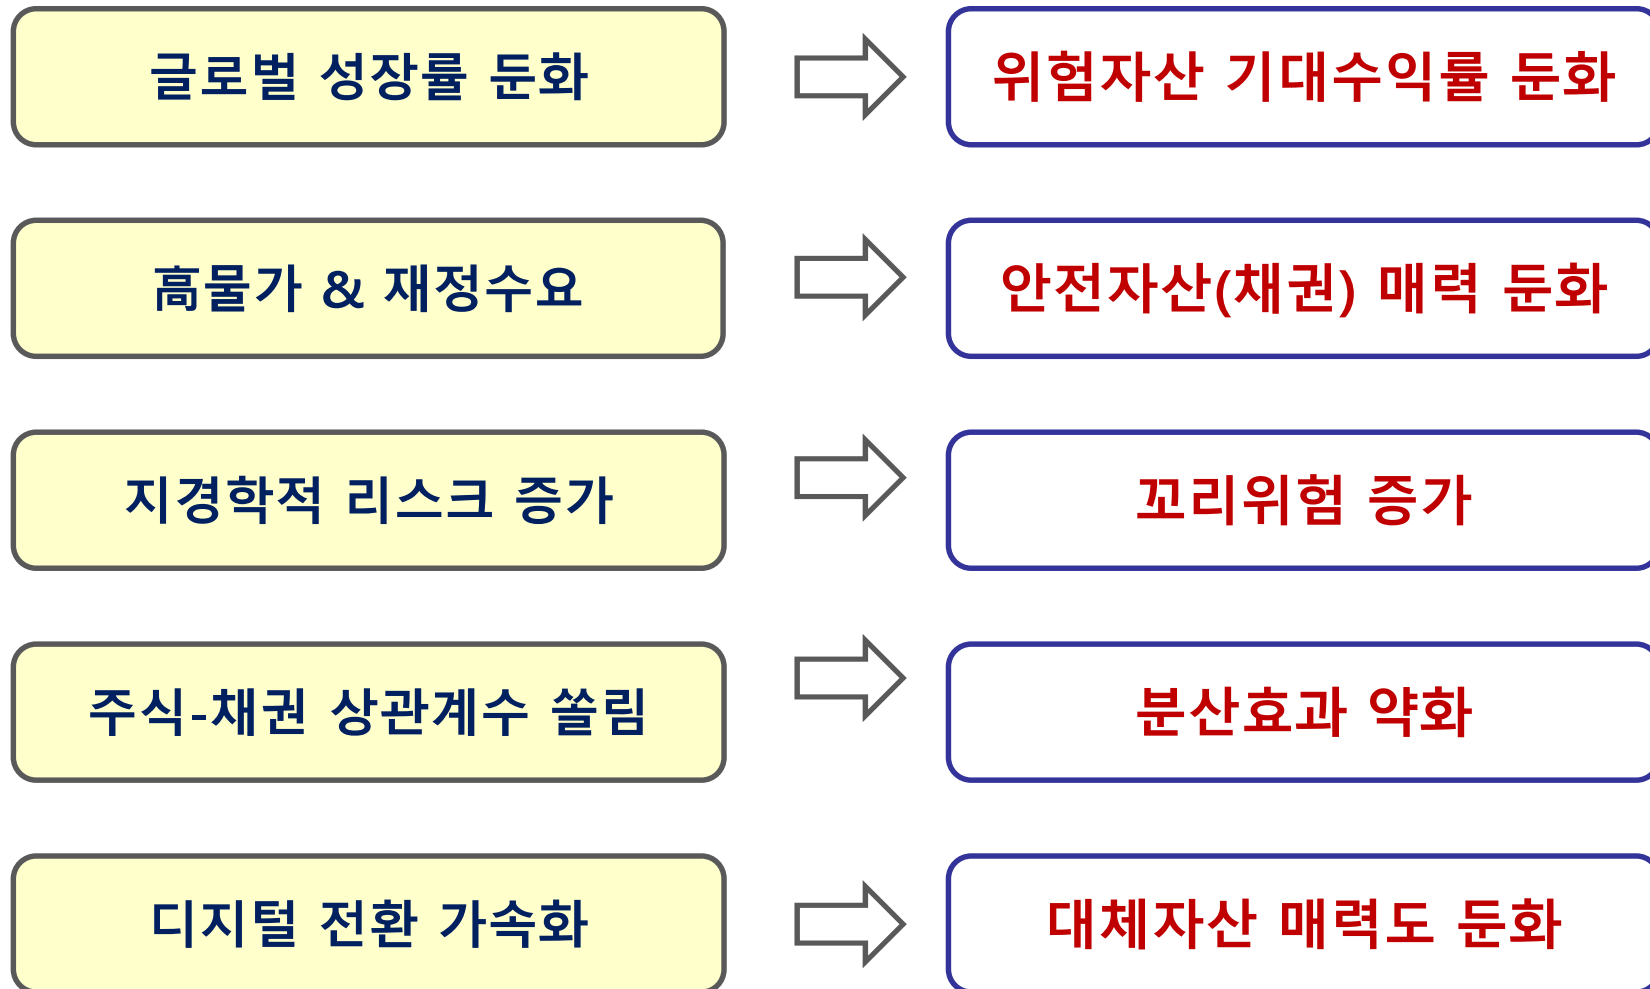 글로벌 성장률 둔화
위험자산 기대수익률 둔화
高물가 & 재정수요
안전자산(채권) 매력 둔화
지경학적 리스크 증가
꼬리위험 증가
주식-채권 상관계수 쏠림
분산효과 약화
디지털 전환 가속화
대체자산 매력도 둔화